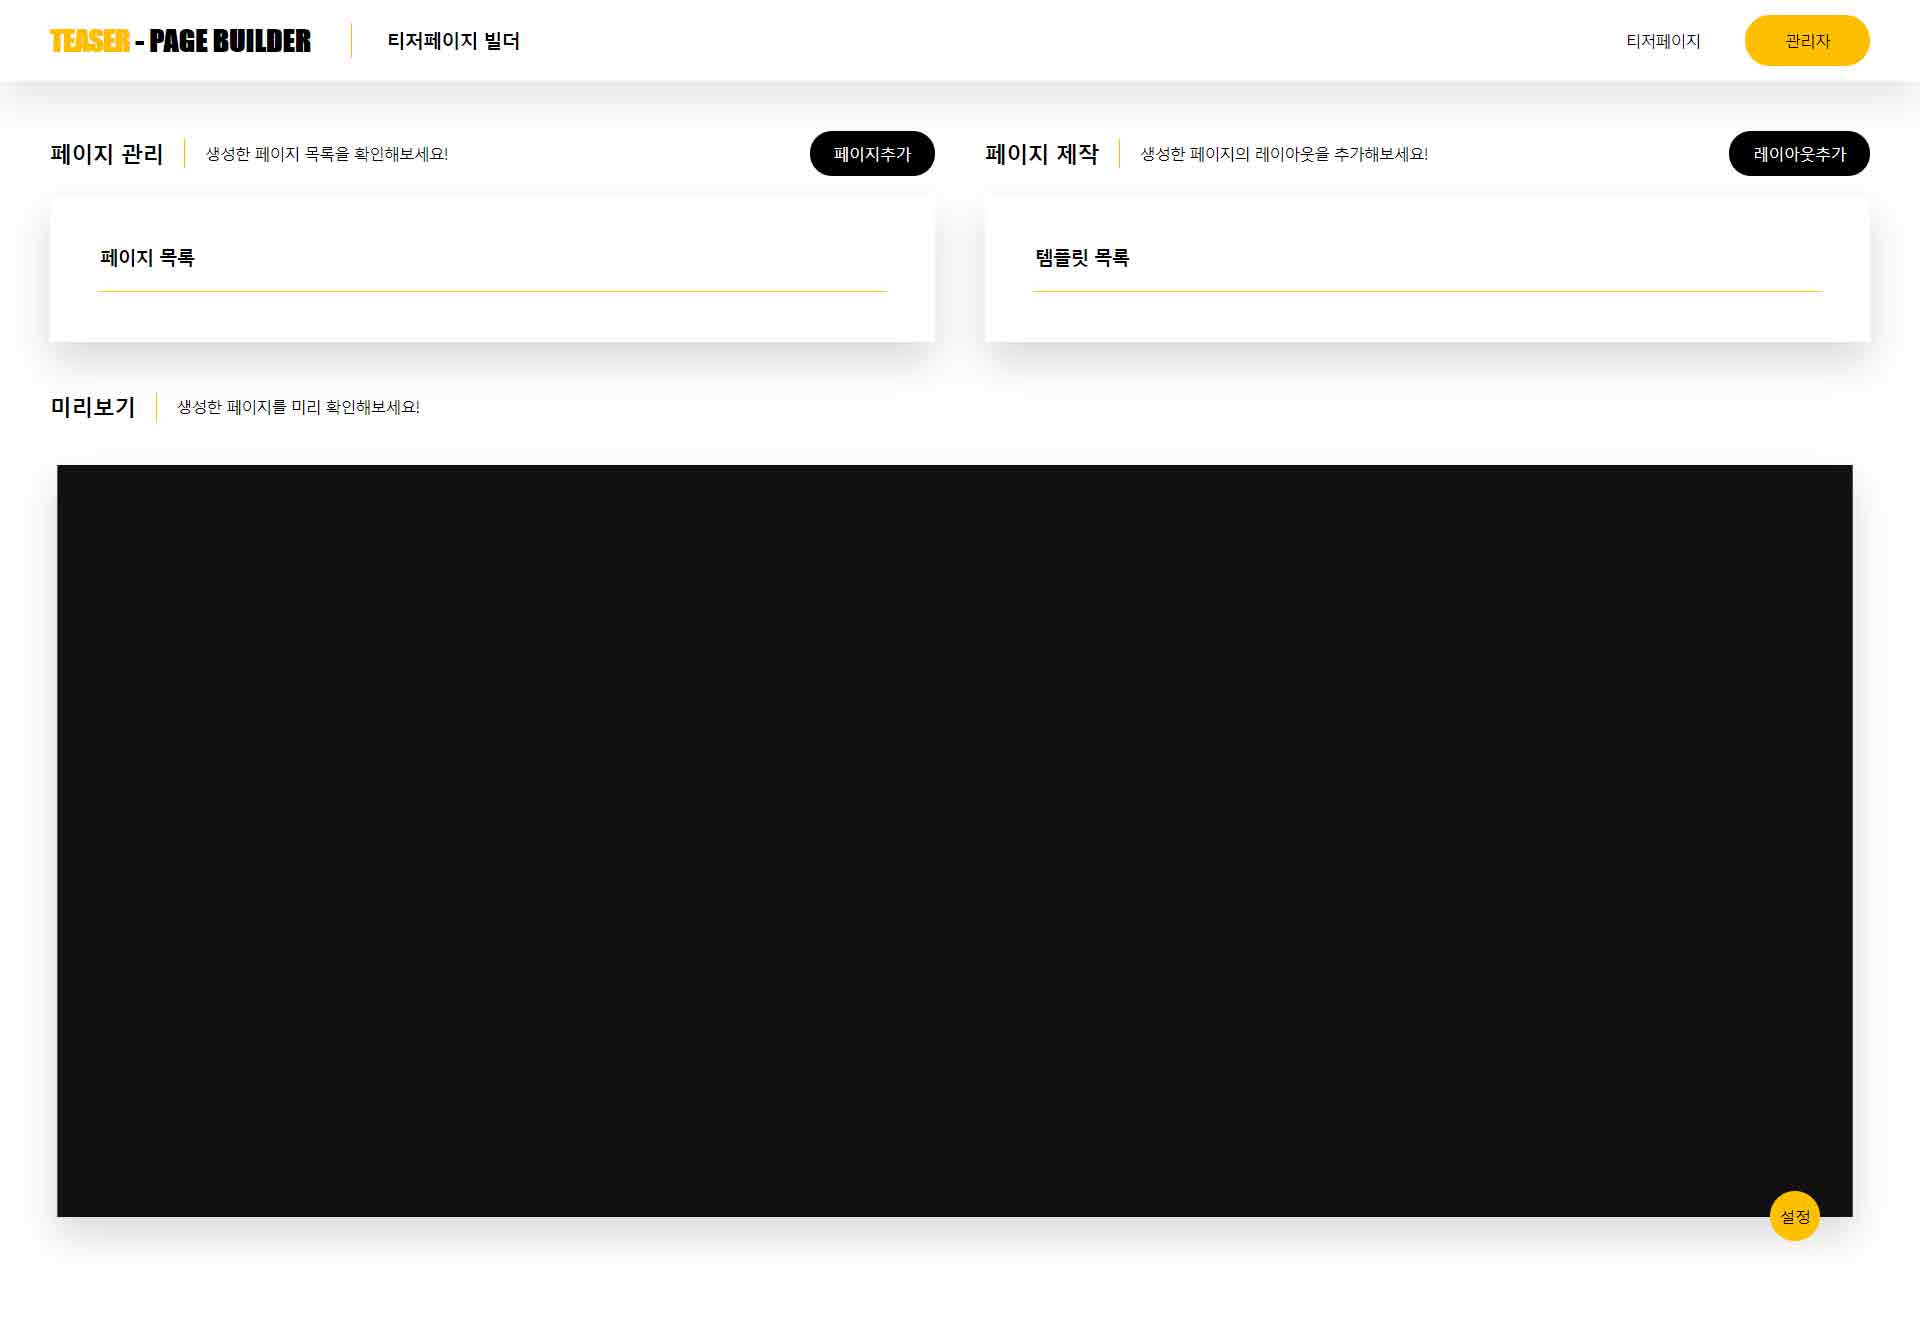 TEASER - PAGE BUILDER
티저페이지 빌더
티저페이지
관리자
페이지 관리
생성한 페이지 목록을 확인해보세요!
페이지추가
페이지 목록
페이지 제작
생성한 페이지의 레이아웃을 추가해보세요!
레이아웃추가
템플릿 목록
미리보기
생성한 페이지를 미리 확인해보세요!
설정